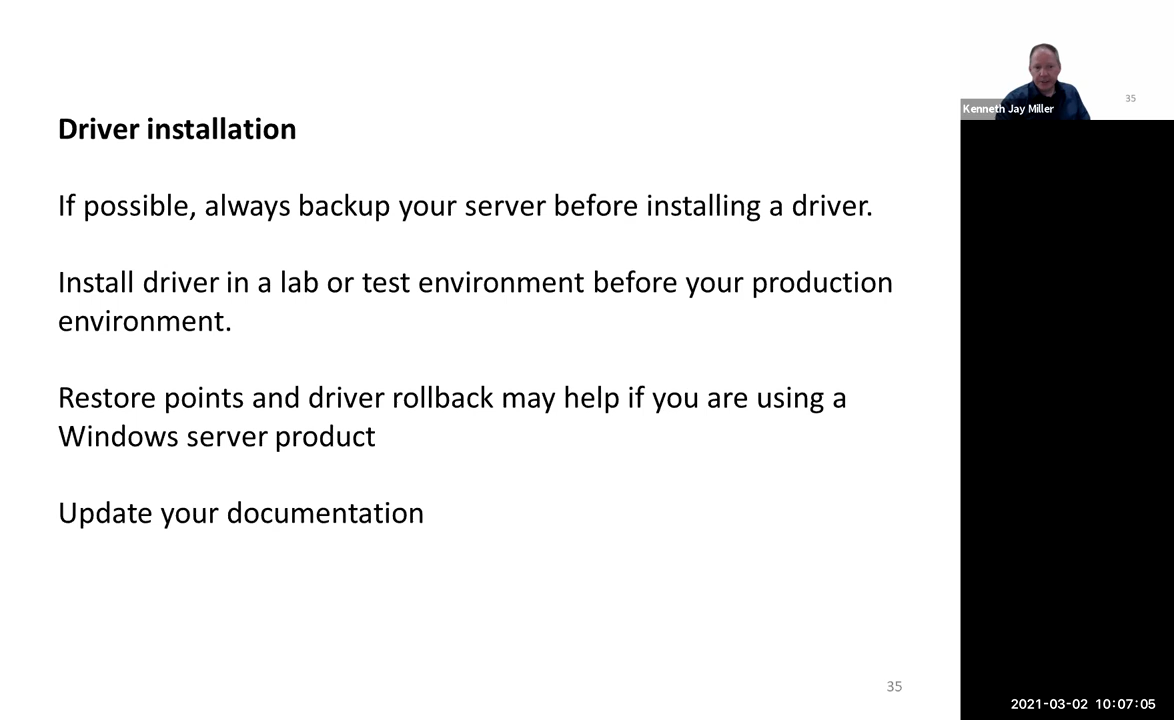 Driver installation
If possible, always backup your server before installing a driver.
Install driver in a lab or test environment before your production
environment.
Restore points and driver rollback may help if you are using a
Windows server product
Update your documentation
35
Kenneth Jay Miller
35
2021-03-02 10:07:05